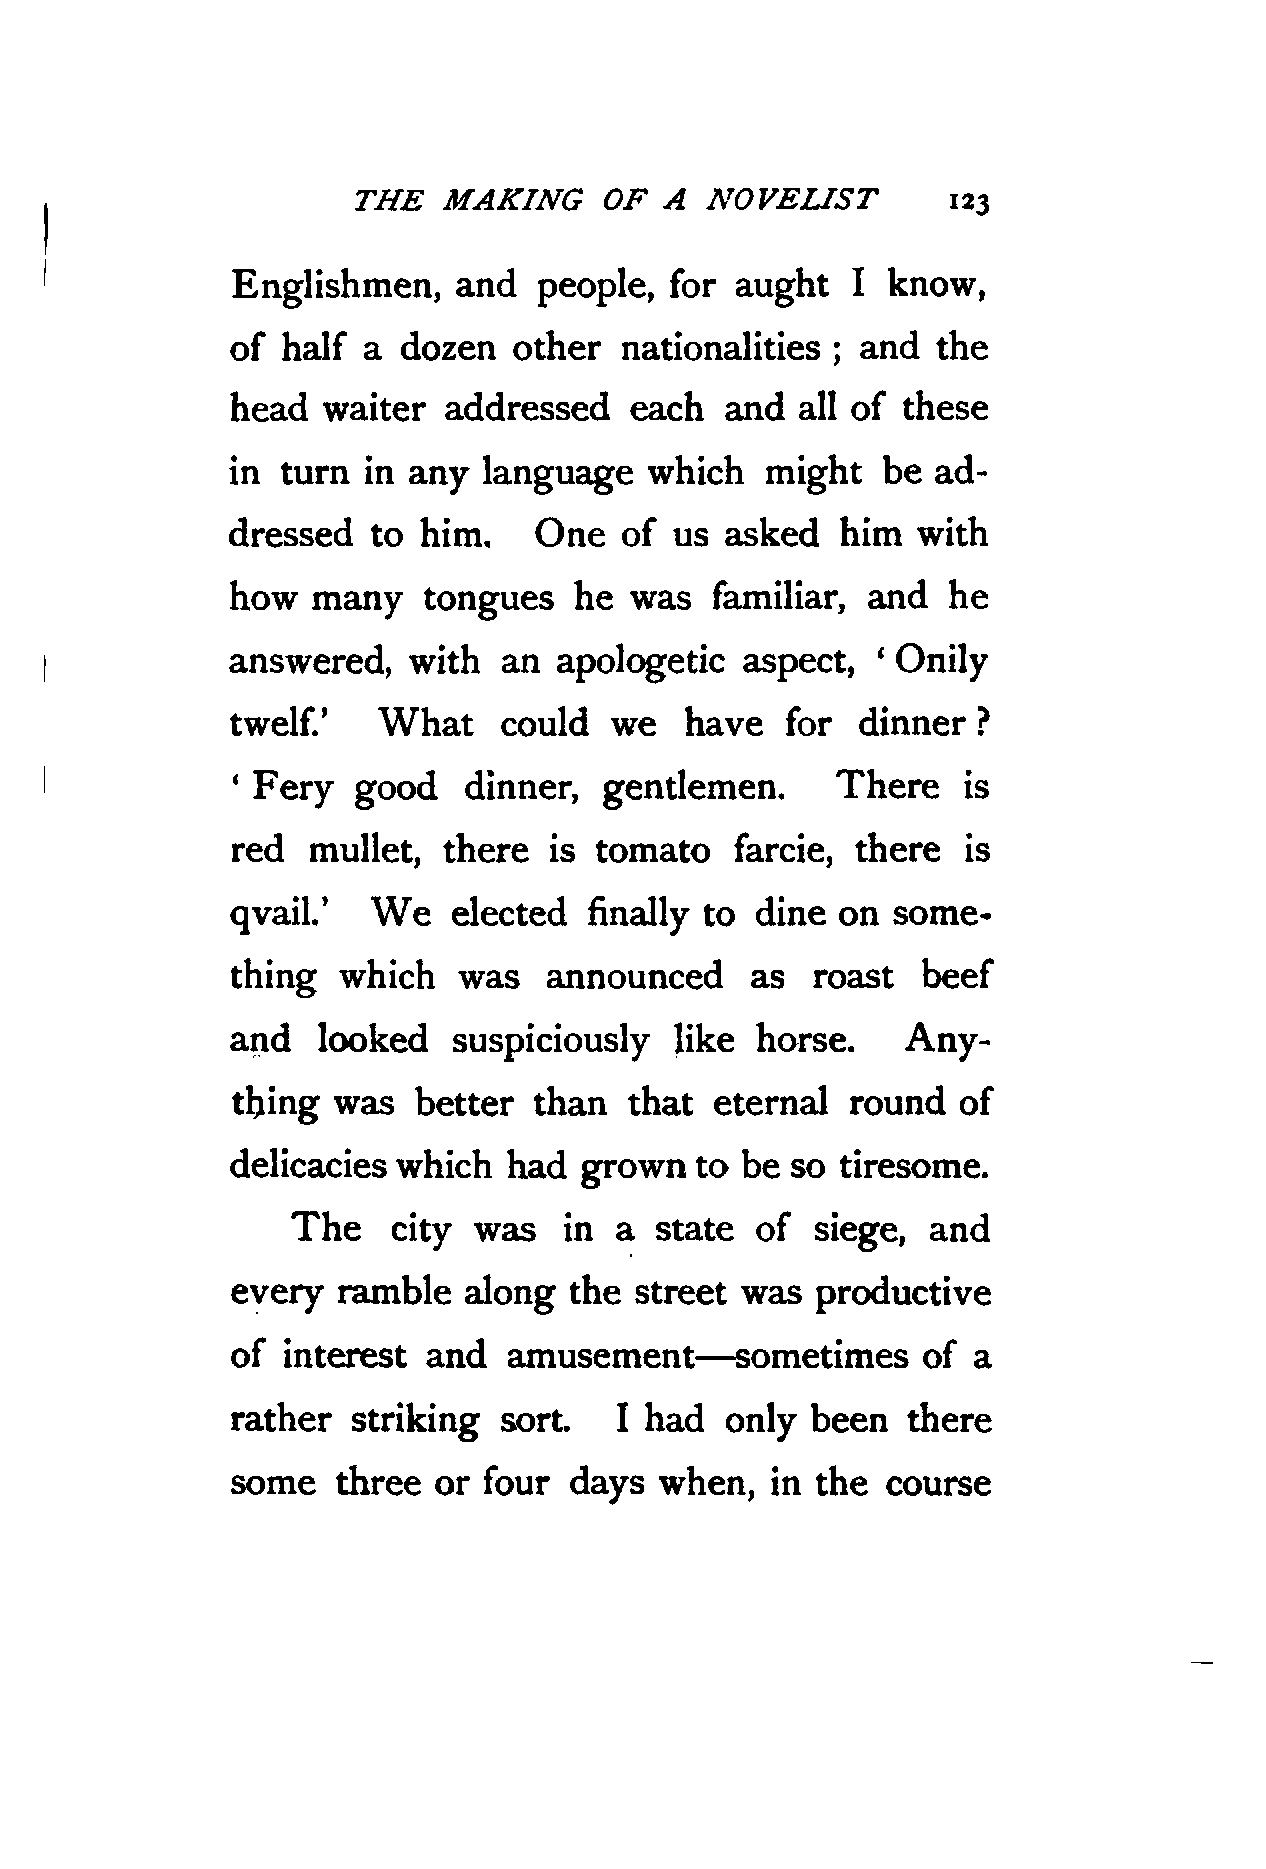 THE MAKING OF A NOVELIST 123
Englishmen, and people, for aught I know,
of half a dozen other nationalities ; and the
head waiter addressed each and all of these
in turn in any language which might be ad-
dressed to him. One of us asked him with
how many tongues he was familiar, and he
answered, with an apologetic aspect, ‘ Onily
twelf.’ What could we have for dinner ?
‘ Fery good dinner, gentlemen. There is
red mullet, there is tomato farcie, there is
qvail.’ We elected finally to dine on some-
thing which was announced as roast beef
and looked suspiciously like horse. Any-
thing was better than that eternal round of
delicacies which had grown to be so tiresome.
The city was in a state of siege, and
every ramble along the street was productive
of interest and amusement—sometimes of a
rather striking sort. I had only been there
some three or four days when, in the course